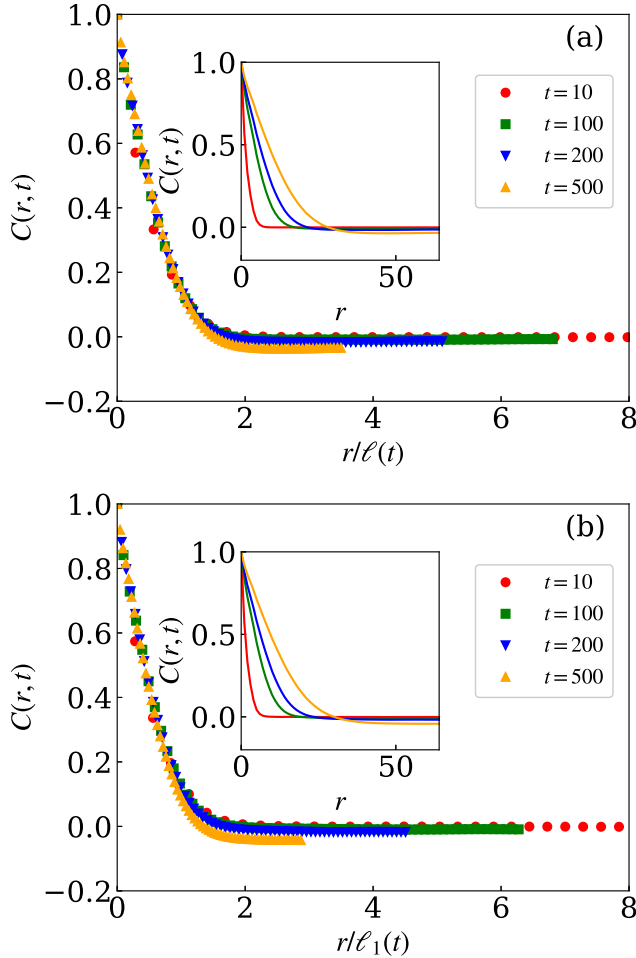 (a)
C(r, t)
1.0
0.8
0.6
0.4
0.2
0.0
−0.2
0 2 4 6 8
r/ℓ(t)
C(r, t)
1.0
0.5
0.0
0 50
r
t = 10
t = 100
t = 200
t = 500
(b)
C(r, t)
1.0
0.8
0.6
0.4
0.2
0.0
−0.2
0 2 4 6 8
r/ℓ₁(t)
C(r, t)
1.0
0.5
0.0
0 50
r
t = 10
t = 100
t = 200
t = 500